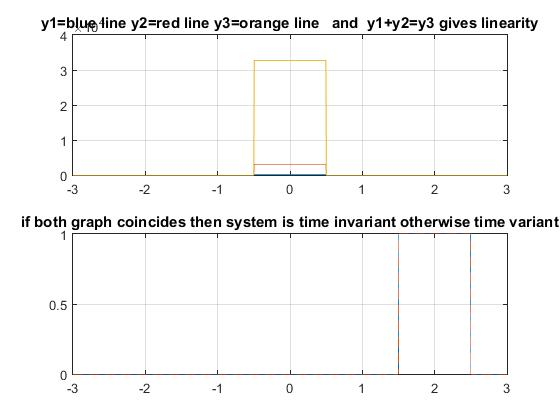 y1=blue line y2=red line y3=orange line   and  y1+y2=y3 gives linearity
4
3
2
1
0
-3 -2 -1 0 1 2 3
if both graph coincides then system is time invariant otherwise time variant
1
0.5
0
-3 -2 -1 0 1 2 3